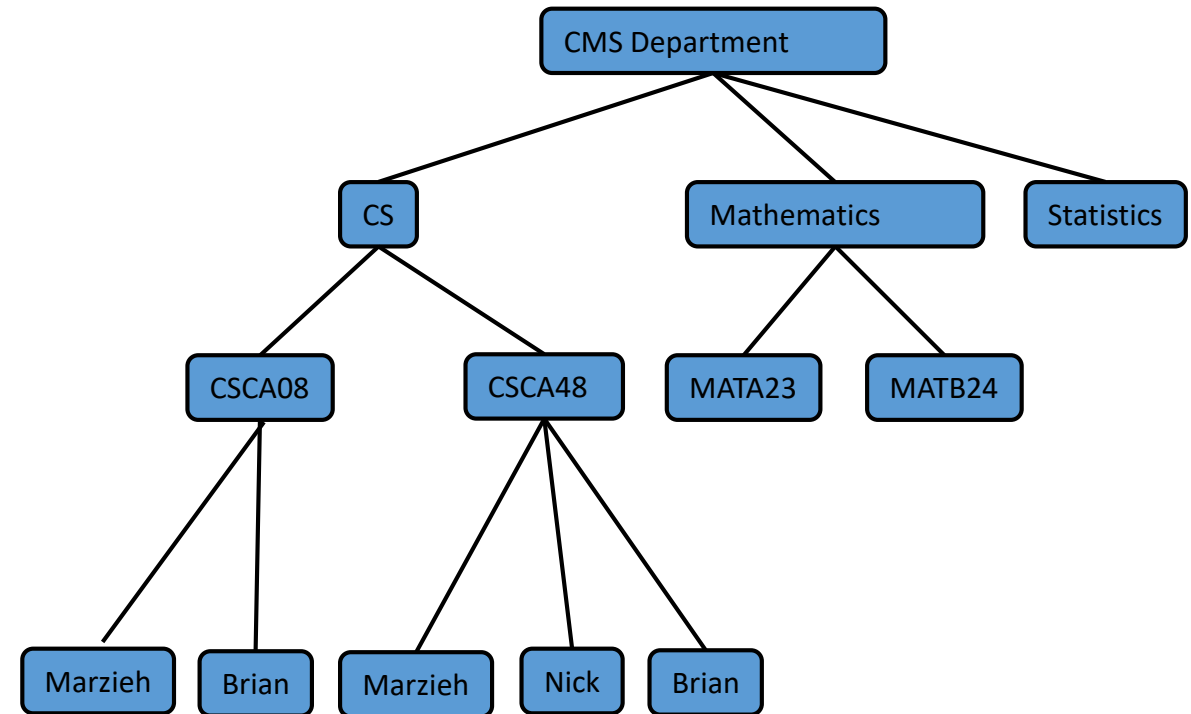 CMS Department
CS
Mathematics
Statistics
CSCA08
CSCA48
MATA23
MATB24
Marzieh
Brian
Marzieh
Nick
Brian